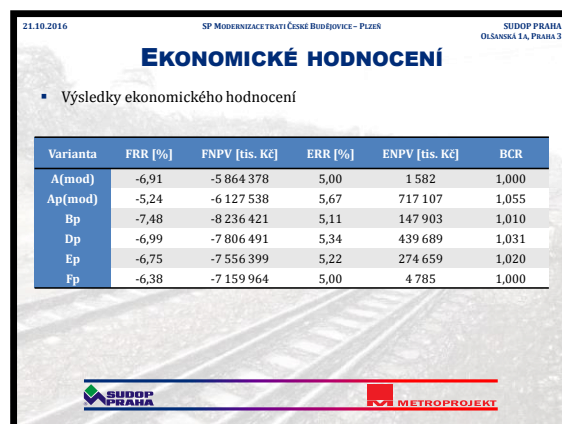 21.10.2016 SP MODERNIZACE TRATI ČESKÉ BUDĚJOVICE – PLZEŇ SUDOP PRAHA
OLŠANSKÁ 1A, PRAHA 3
EKONOMICKÉ HODNOCENÍ
▪ Výsledky ekonomického hodnocení
Varianta FRR [%] FNPV [tis. Kč] ERR [%] ENPV [tis. Kč] BCR
A(mod) -6,91 -5 864 378 5,00 1 582 1,000
Ap(mod) -5,24 -6 127 538 5,67 717 107 1,055
Bp -7,48 -8 236 421 5,11 147 903 1,010
Dp -6,99 -7 806 491 5,34 439 689 1,031
Ep -6,75 -7 556 399 5,22 274 659 1,020
Fp -6,38 -7 159 964 5,00 4 785 1,000
SUDOP
PRAHA
METROPROJEKT